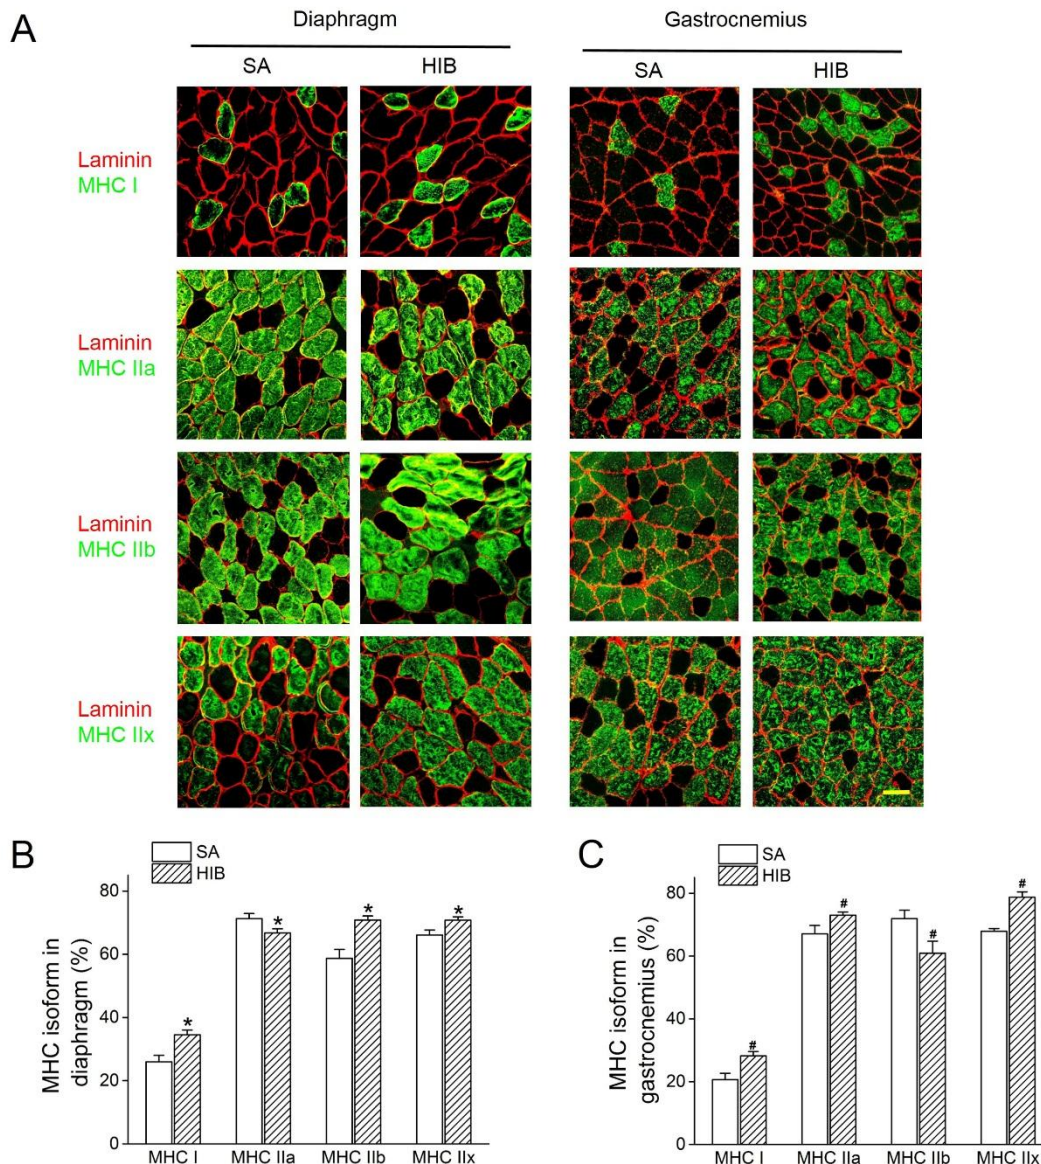 A
Diaphragm
Gastrocnemius
SA
HIB
SA
HIB
Laminin
MHC I
Laminin
MHC IIa
Laminin
MHC IIb
Laminin
MHC IIx
B
SA
HIB
MHC isoform in
diaphragm (%)
80
*
*
*
60
40
*
20
0
MHC I
MHC IIa
MHC IIb
MHC IIx
C
SA
HIB
MHC isoform in
gastrocnemius (%)
80
#
#
#
60
40
#
20
0
MHC I
MHC IIa
MHC IIb
MHC IIx